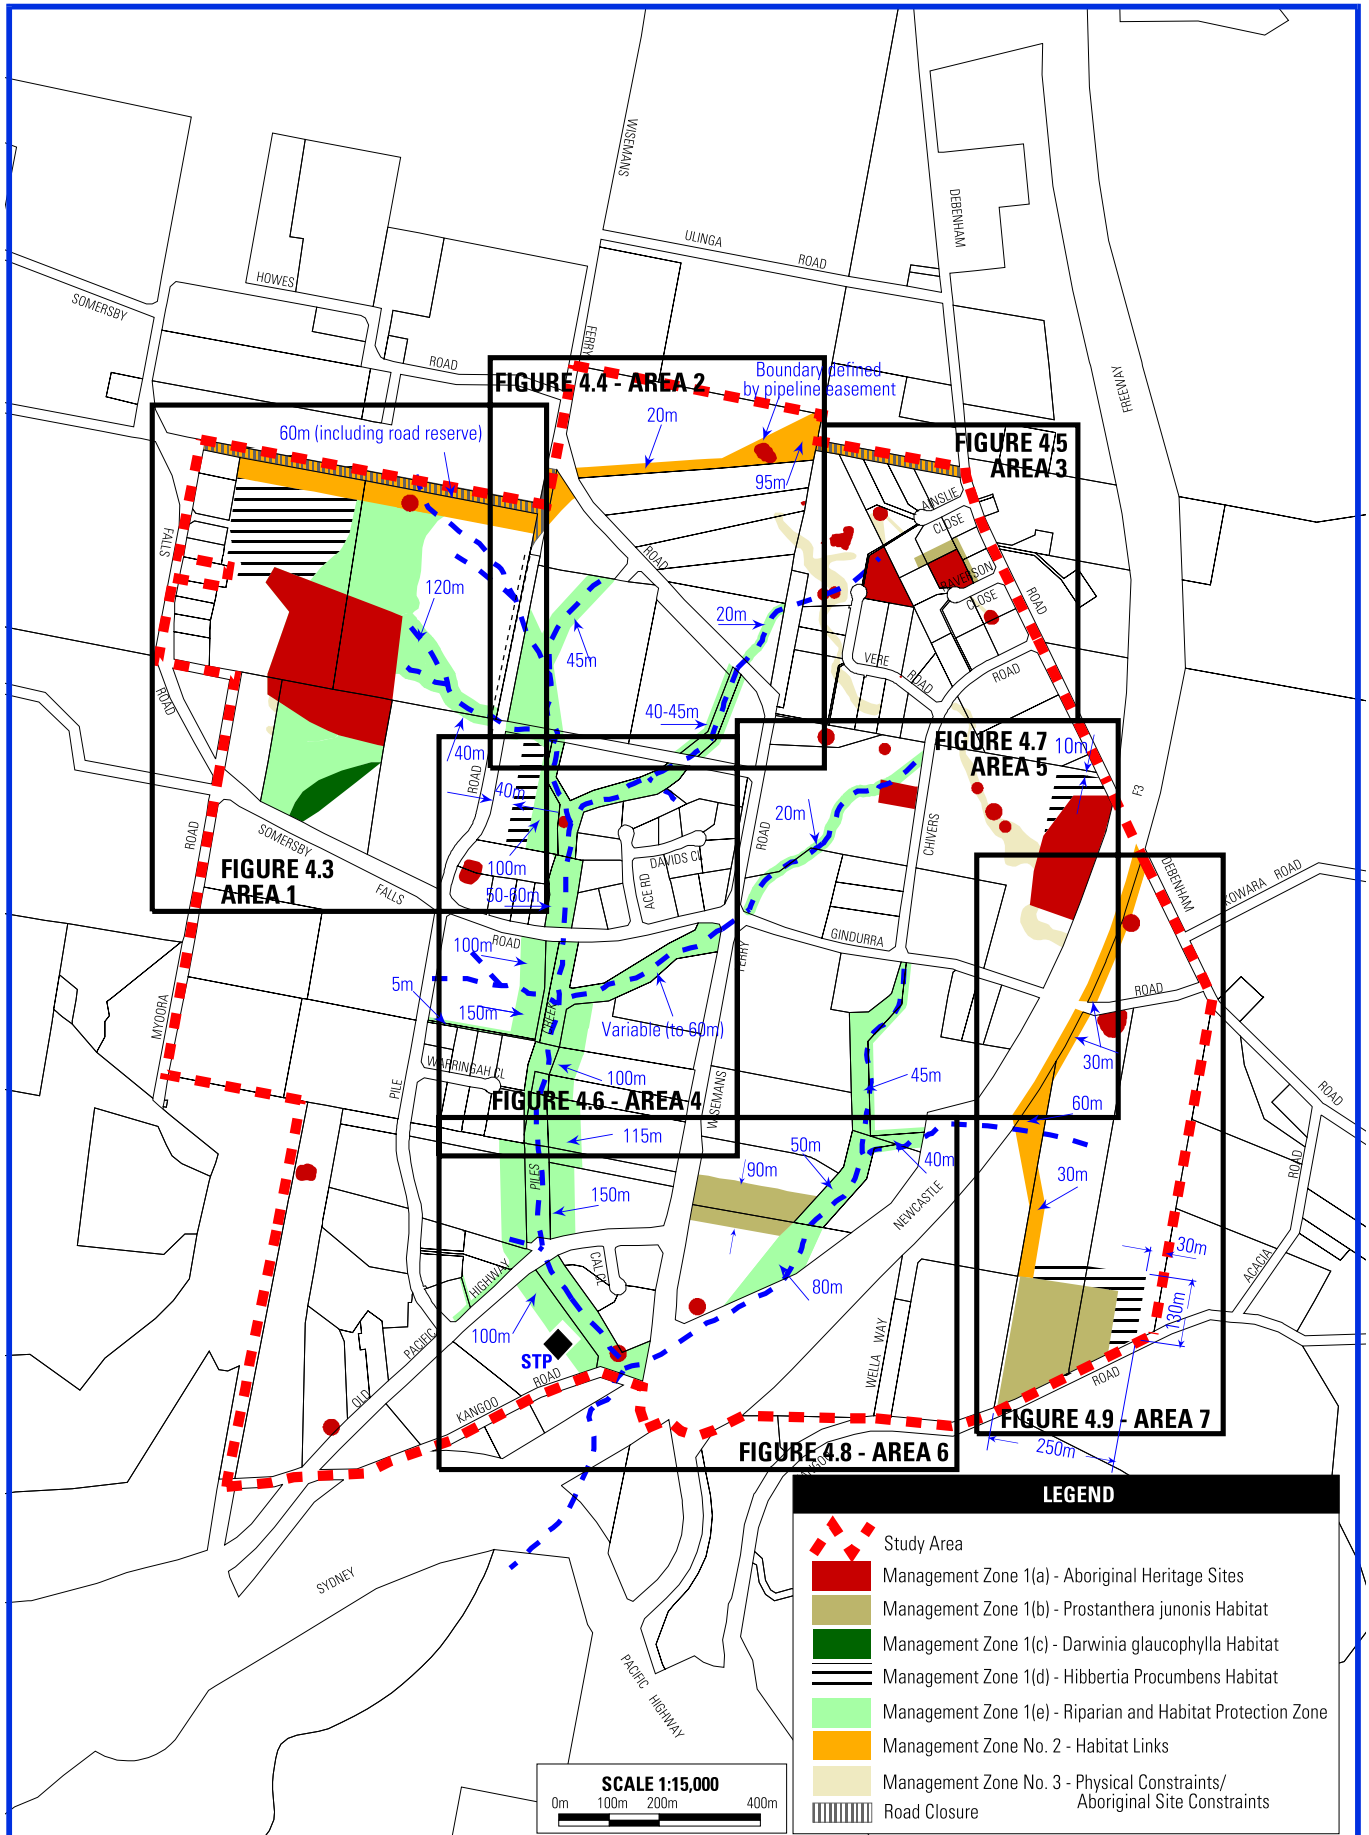 WISEMANS
ULINGA
ROAD
DEBENHAM
HOWES
SOMERSBY
ROAD
FERRY
FREEWAY
FIGURE 4.4 - AREA 2
Boundary defined
by pipeline easement
20m
60m (including road reserve)
95m
FIGURE 4.5
AREA 3
AINSLIE
CLOSE
FALLS
ROAD
120m
45m
20m
CLOSE
ROAD
VERE
ROAD
ROAD
ROAD
40-45m
40m
FIGURE 4.7
AREA 5
10m
F3
ROAD
40m
20m
CHIVERS
ROAD
SOMERSBY
FALLS
FIGURE 4.3
AREA 1
100m
50-60m
DAVIDS CL
ACE RD
ROAD
DEBENHAM
ROAD
100m
ROAD
GINDURRA
FERRY
5m
150m
CREEK
Variable (to 60m)
ROAD
MYOORA
WARRINGAH CL
PILE
100m
WISEMANS
45m
30m
60m
ROAD
FIGURE 4.6 - AREA 4
115m
50m
40m
90m
30m
ROAD
PILES
150m
NEWCASTLE
30m
ACACIA
CAL CL
HIGHWAY
80m
130m
PACIFIC
100m
STP
WELLA WAY
ROAD
OLD
KANGOO
ROAD
FIGURE 4.9 - AREA 7
250m
FIGURE 4.8 - AREA 6
SYDNEY
PACIFIC HIGHWAY
LEGEND
Study Area
Management Zone 1(a) - Aboriginal Heritage Sites
Management Zone 1(b) - Prostanthera junonis Habitat
Management Zone 1(c) - Darwinia glaucophylla Habitat
Management Zone 1(d) - Hibbertia Procumbens Habitat
Management Zone 1(e) - Riparian and Habitat Protection Zone
Management Zone No. 2 - Habitat Links
Management Zone No. 3 - Physical Constraints/
Aboriginal Site Constraints
Road Closure
SCALE 1:15,000
0m 100m 200m 400m